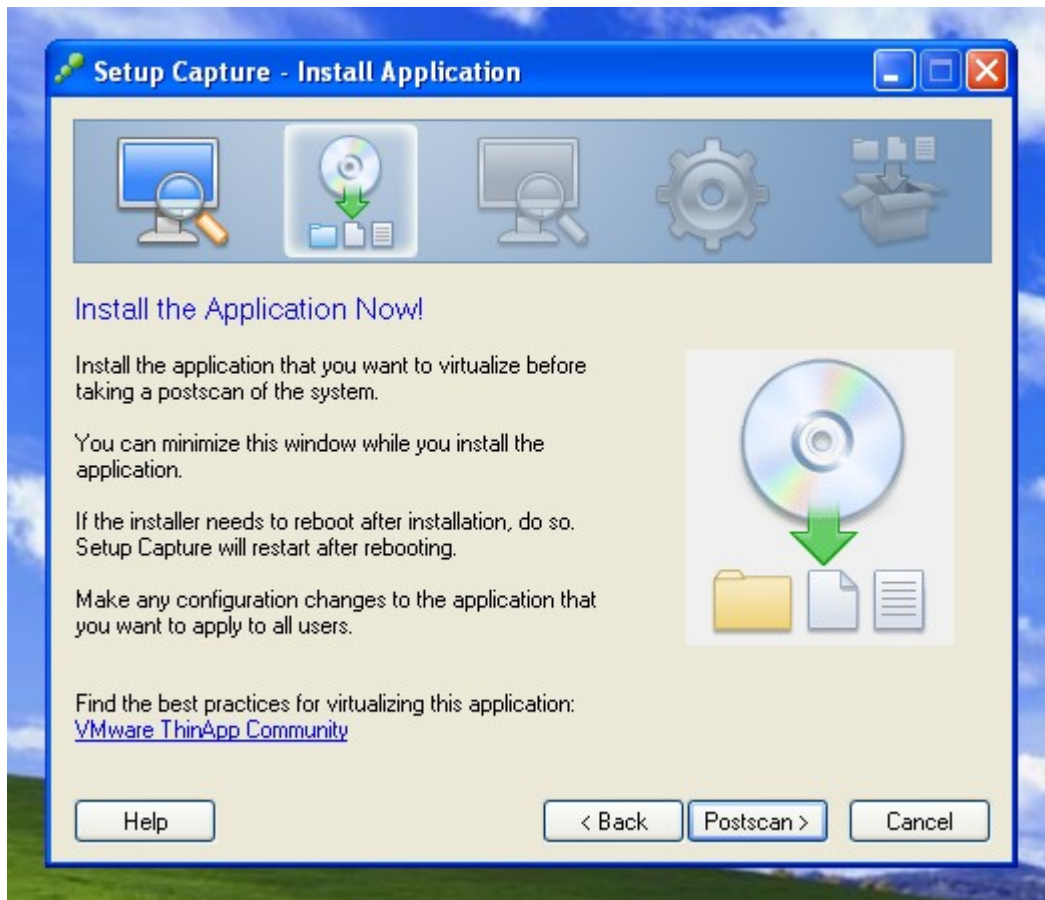 Setup Capture - Install Application
Install the Application Now!
Install the application that you want to virtualize before
taking a postscan of the system.
You can minimize this window while you install the
application.
If the installer needs to reboot after installation, do so.
Setup Capture will restart after rebooting.
Make any configuration changes to the application that
you want to apply to all users.
Find the best practices for virtualizing this application:
VMware ThinApp Community
Help
< Back
Postscan >
Cancel